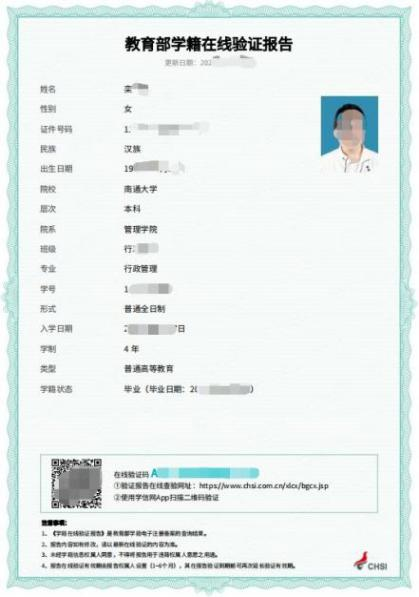 教育部学籍在线验证报告
更新日期：202
姓名 栾
性别 女
证件号码 1
民族 汉族
出生日期 19
院校 南通大学
层次 本科
院系 管理学院
班级 行
专业 行政管理
学号 1
形式 普通全日制
入学日期 2 日
学制 4 年
类型 普通高等教育
学籍状态 毕业（毕业日期：20 ）
在线验证码 A
①验证报告在线查验网址：https://www.chsi.com.cn/xlcx/bgcx.jsp
②使用学信网App扫描二维码验证
注意事项：
1、《学籍在线验证报告》是教育部学籍电子注册备案的查询结果。
2、报告内容如有修改，请以最新在线验证的内容为准。
3、未经学籍信息权属人同意，不得将报告用于违背权属人意愿之用途。
4、报告在线验证有效期由报告权属人设置（1~6个月），其在报告验证到期前可再次延长验证有效期。
CHSI